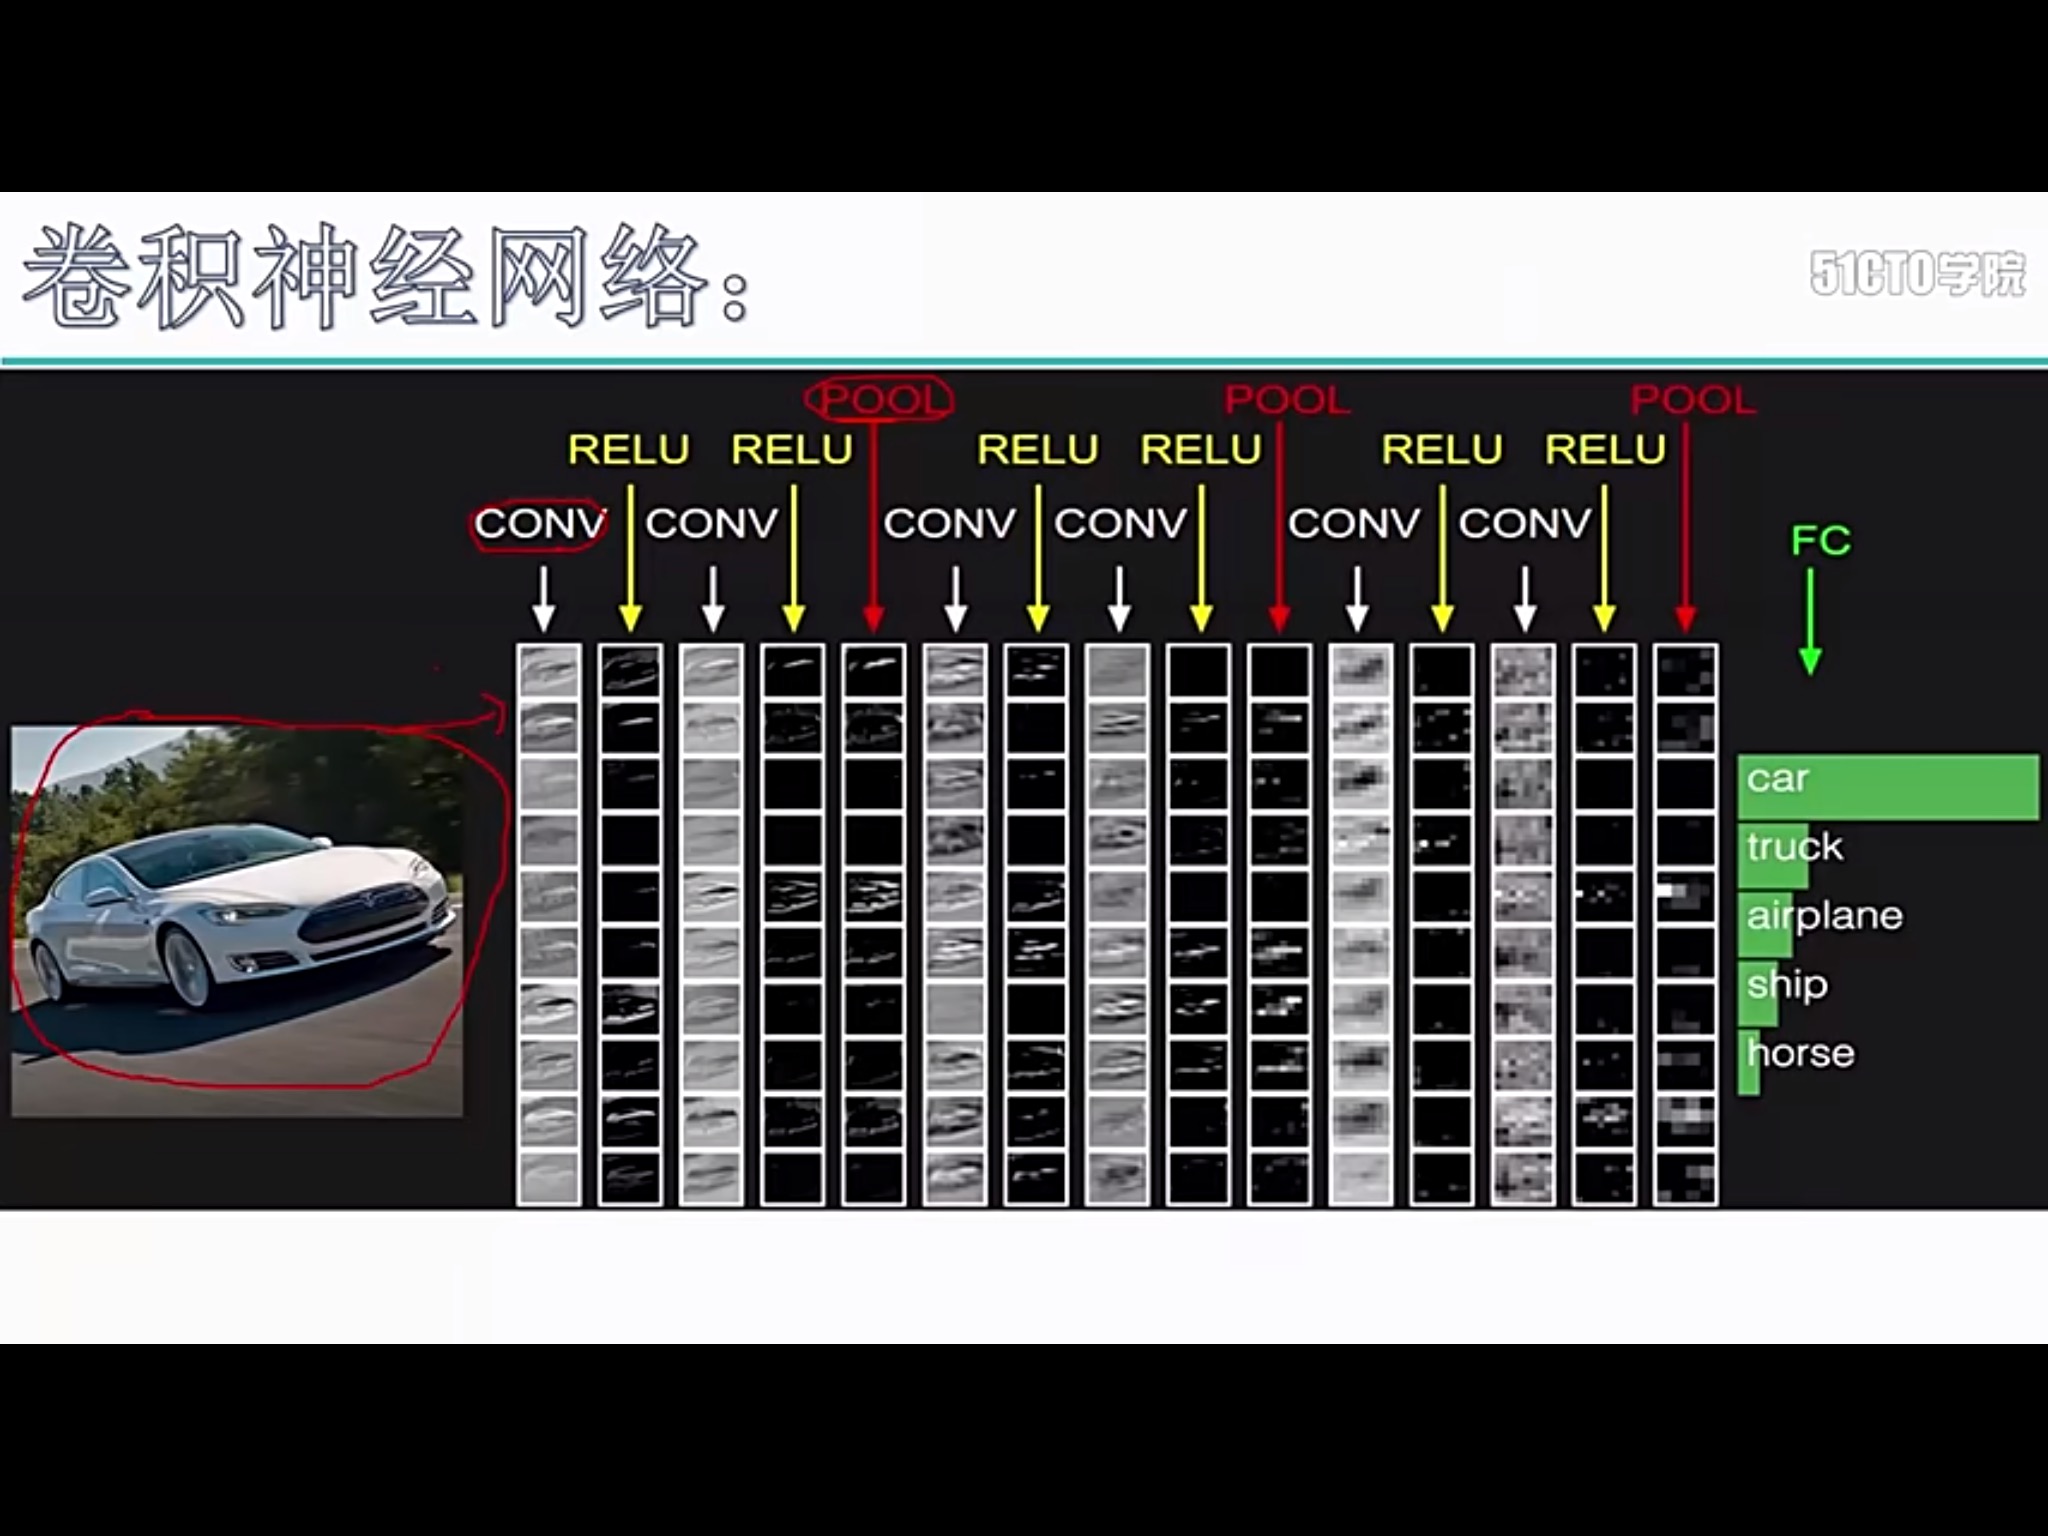 卷积神经网络：
51CTO学院
POOL POOL POOL
RELU RELU RELU RELU RELU RELU
CONV CONV CONV CONV CONV CONV
FC
car
truck
airplane
ship
horse